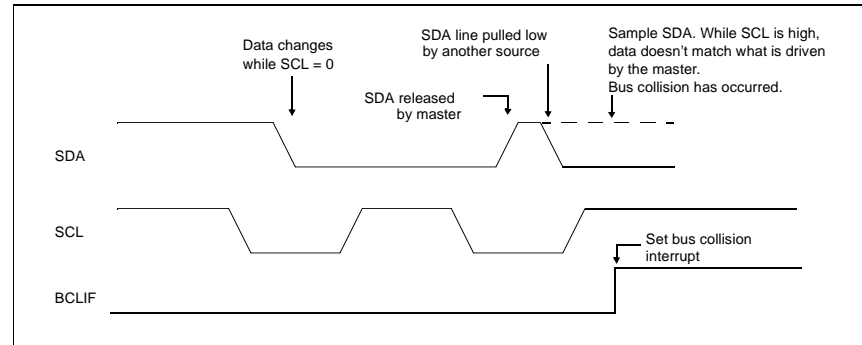 Data changes
while SCL = 0
SDA line pulled low
by another source
Sample SDA. While SCL is high,
data doesn’t match what is driven
by the master.
Bus collision has occurred.
SDA released
by master
SDA
SCL
Set bus collision
interrupt
BCLIF